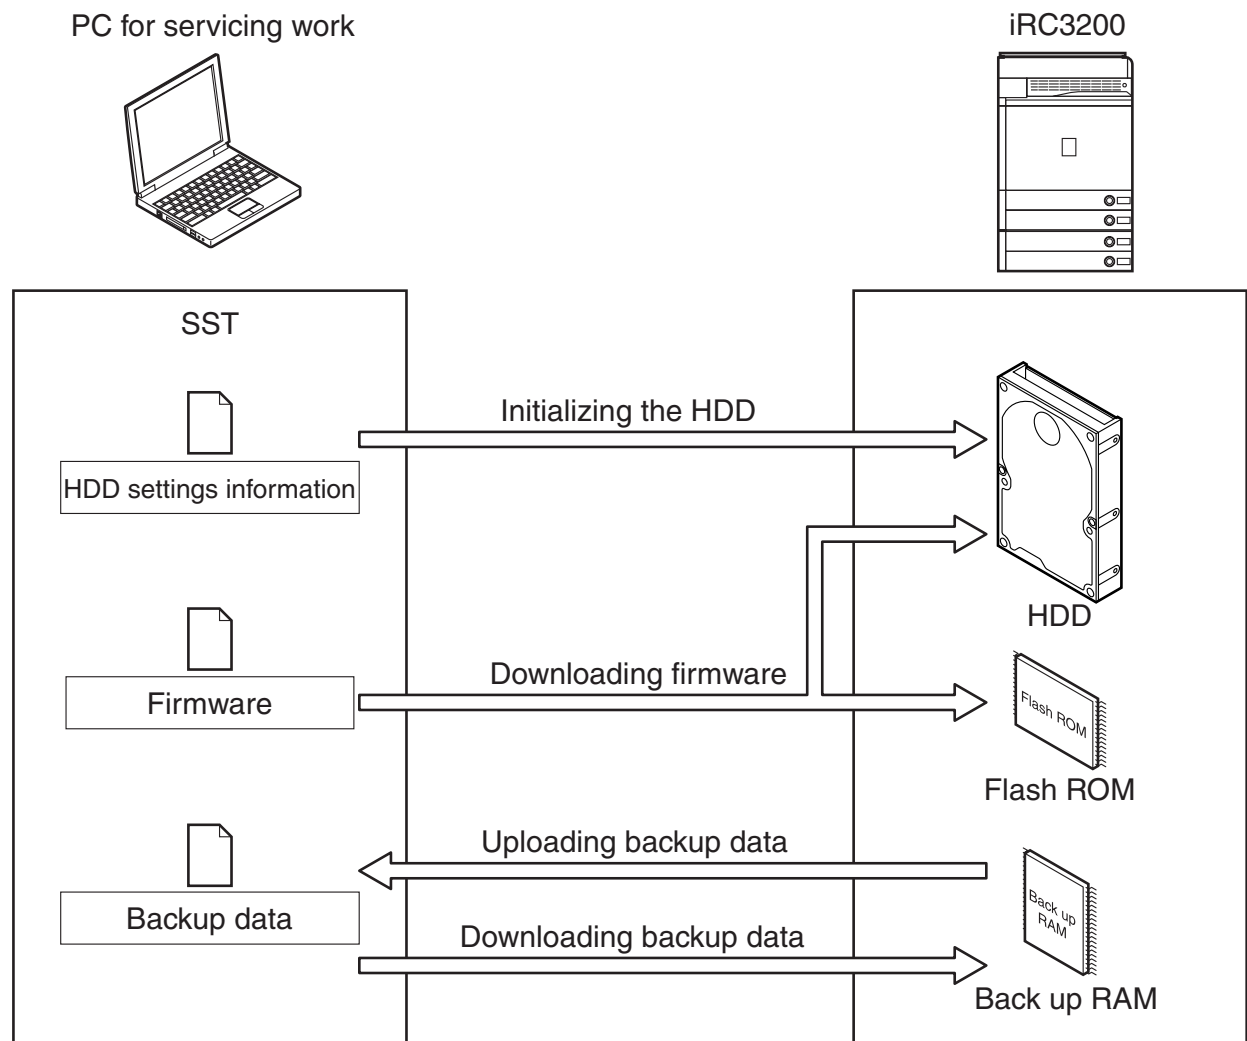 PC for servicing work
iRC3200
SST
Initializing the HDD
HDD settings information
HDD
Downloading firmware
Firmware
Flash ROM
Flash ROM
Uploading backup data
Backup data
Back up
RAM
Downloading backup data
Back up RAM